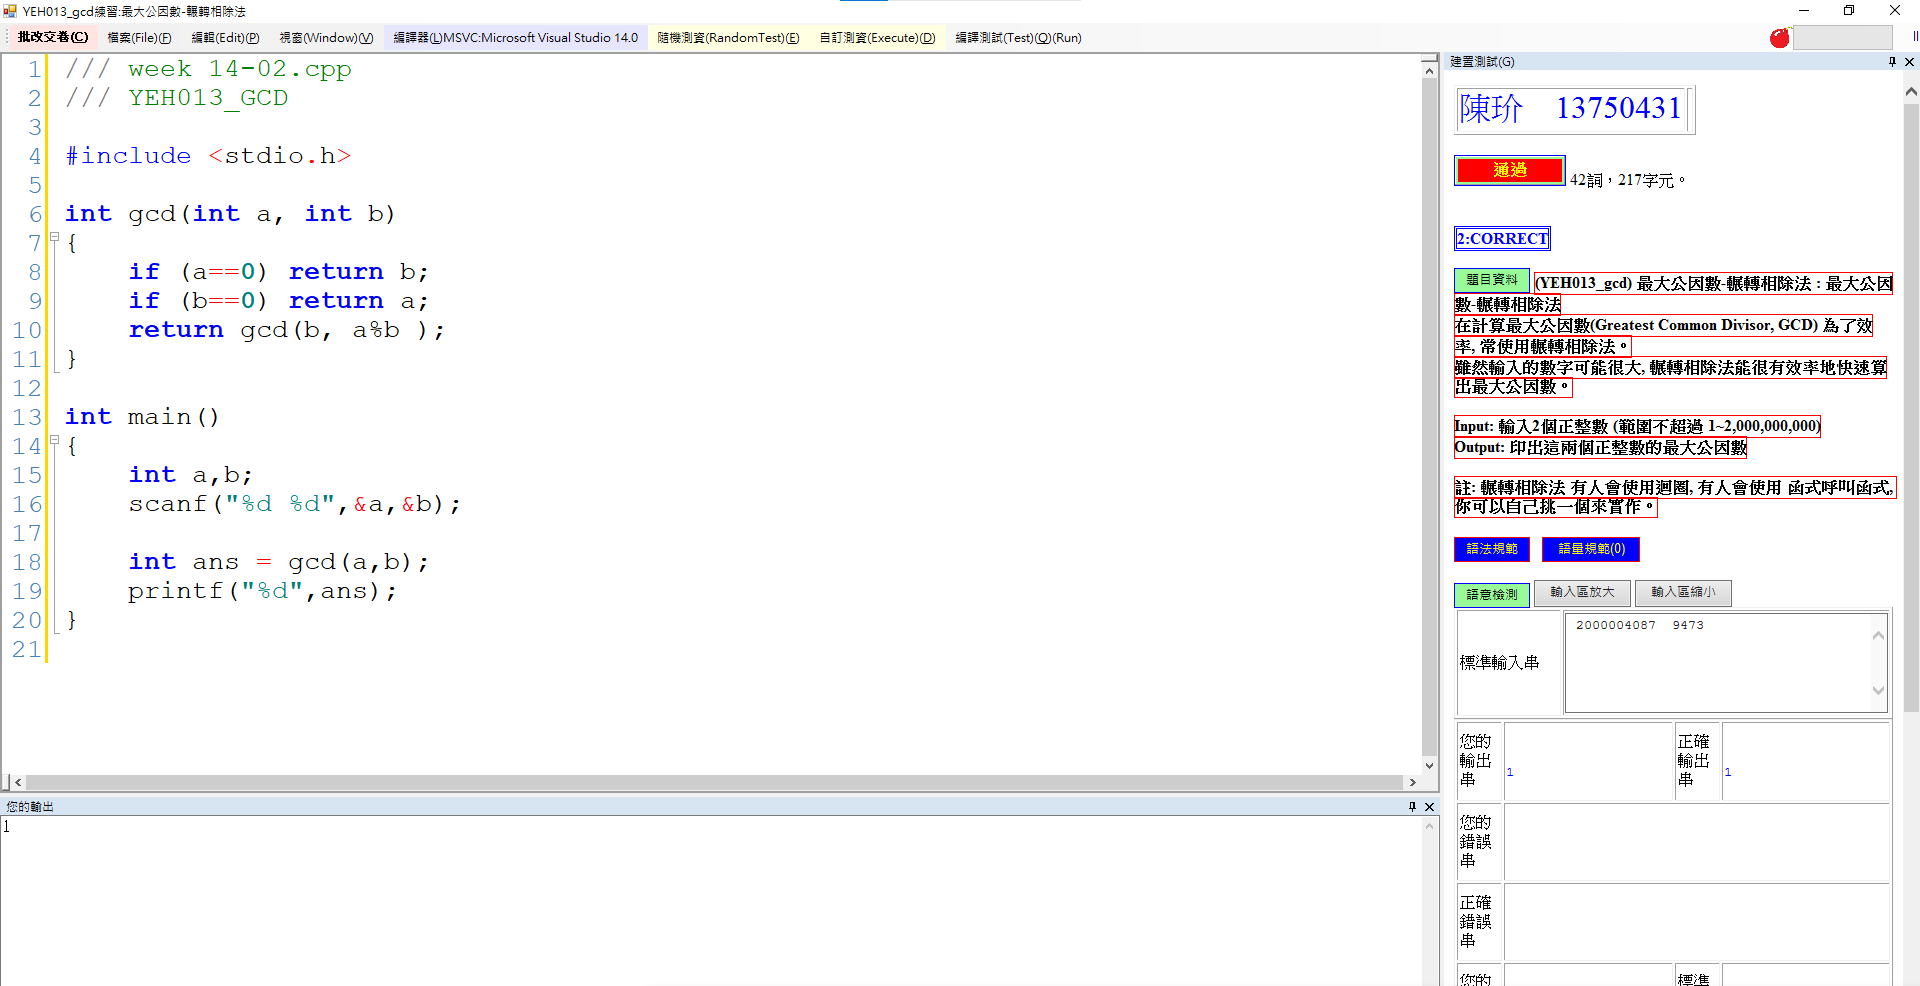 YEH013_gcd練習:最大公因數-輾轉相除法
批改交卷(C) 檔案(File)(F) 編輯(Edit)(P) 視窗(Window)(V) 編譯器(L)MSVC:Microsoft Visual Studio 14.0 隨機測資(RandomTest)(E) 自訂測資(Execute)(D) 編譯測試(Test)(Q)(Run)
1 /// week 14-02.cpp
2 /// YEH013_GCD
3
4 #include <stdio.h>
5
6 int gcd(int a, int b)
7 {
8 if (a==0) return b;
9 if (b==0) return a;
10 return gcd(b, a%b );
11 }
12
13 int main()
14 {
15 int a,b;
16 scanf("%d %d",&a,&b);
17
18 int ans = gcd(a,b);
19 printf("%d",ans);
20 }
21
您的輸出
1
建置測試(G)
陳玠 13750431
通過 42詞，217字元。
2:CORRECT
題目資料 (YEH013_gcd) 最大公因數-輾轉相除法 : 最大公因
數-輾轉相除法
在計算最大公因數(Greatest Common Divisor, GCD) 為了效
率, 常使用輾轉相除法。
雖然輸入的數字可能很大, 輾轉相除法能很有效率地快速算
出最大公因數。
Input: 輸入2個正整數 (範圍不超過 1~2,000,000,000)
Output: 印出這兩個正整數的最大公因數
註: 輾轉相除法 有人會使用迴圈, 有人會使用 函式呼叫函式,
你可以自己挑一個來實作。
語法規範 語量規範(0)
語意檢測 輸入區放大 輸入區縮小
標準輸入串 2000004087 9473
您的輸出串 1 正確輸出串 1
您的錯誤串
正確錯誤串
您的 標準